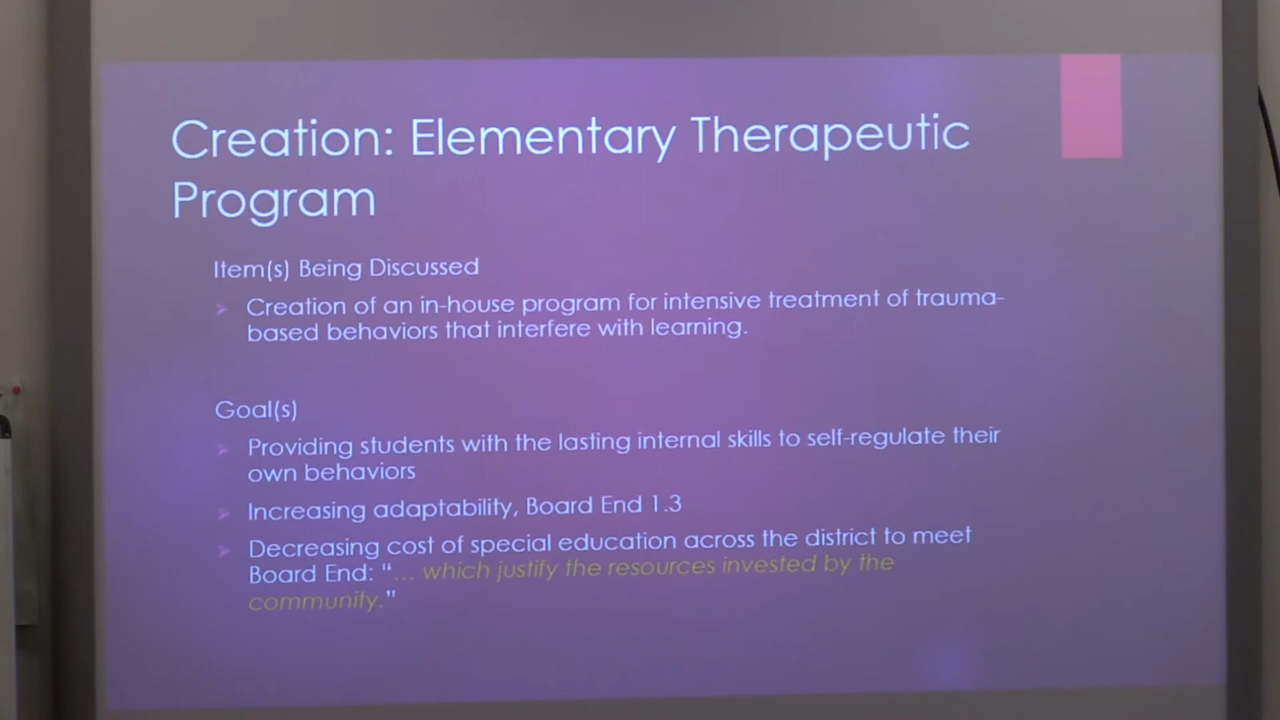 Creation: Elementary Therapeutic
Program
Item(s) Being Discussed
Creation of an in-house program for intensive treatment of trauma-
based behaviors that interfere with learning.
Goal(s)
Providing students with the lasting internal skills to self-regulate their
own behaviors
Increasing adaptability, Board End 1.3
Decreasing cost of special education across the district to meet
Board End: "... which justify the resources invested by the
community."